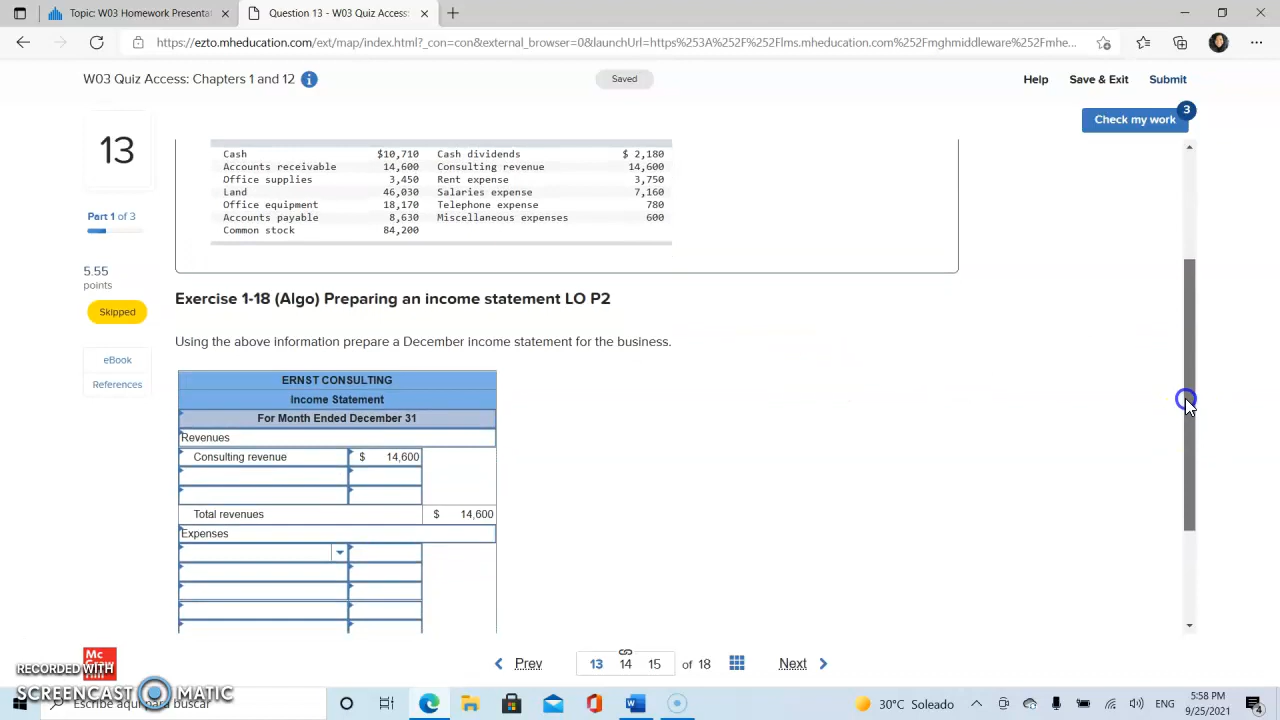 Topic W03 Homework Presentati
Question 13 - W03 Quiz Access:
https://ezto.mheducation.com/ext/map/index.html?_con=con&external_browser=0&launchUrl=https%253A%252F%252Flms.mheducation.com%252Fmghmiddleware%252Fmhe...
W03 Quiz Access: Chapters 1 and 12
Saved
Help
Save & Exit
Submit
Check my work
3
13
Part 1 of 3
5.55
points
Skipped
eBook
References
Cash $10,710 Cash dividends $ 2,180
Accounts receivable 14,600 Consulting revenue 14,600
Office supplies 3,450 Rent expense 3,750
Land 46,030 Salaries expense 7,160
Office equipment 18,170 Telephone expense 780
Accounts payable 8,630 Miscellaneous expenses 600
Common stock 84,200
Exercise 1-18 (Algo) Preparing an income statement LO P2
Using the above information prepare a December income statement for the business.
ERNST CONSULTING
Income Statement
For Month Ended December 31
Revenues
Consulting revenue $ 14,600
Total revenues $ 14,600
Expenses
Prev 13 14 15 of 18 Next
Mc
Graw
Hill
RECORDED WITH
SCREENCAST MATIC
Escribe aquí para buscar
30°C Soleado
ENG
5:58 PM
9/25/2021
4